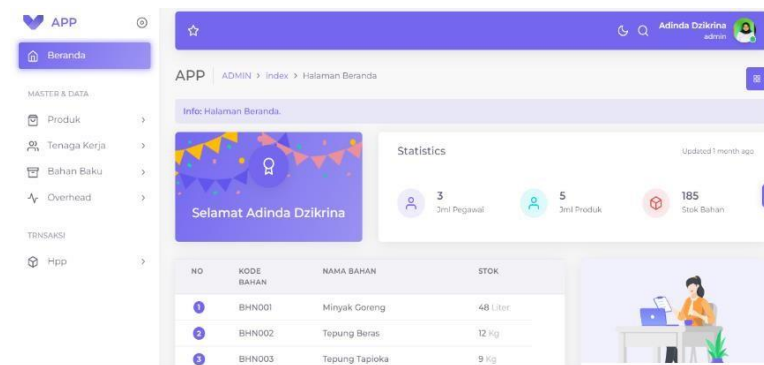 APP
Beranda
MASTER & DATA
Produk
Tenaga Kerja
Bahan Baku
Overhead
TRNSAKSI
Hpp
Adinda Dzikrina
admin
APP ADMIN > index > Halaman Beranda
Info: Halaman Beranda.
Selamat Adinda Dzikrina
Statistics
Updated 1 month ago
3
Jml Pegawai
5
Jml Produk
185
Stok Bahan
NO KODE BAHAN NAMA BAHAN STOK
1 BHN001 Minyak Goreng 48 Liter
2 BHN002 Tepung Beras 12 Kg
3 BHN003 Tepung Tapioka 9 Kg